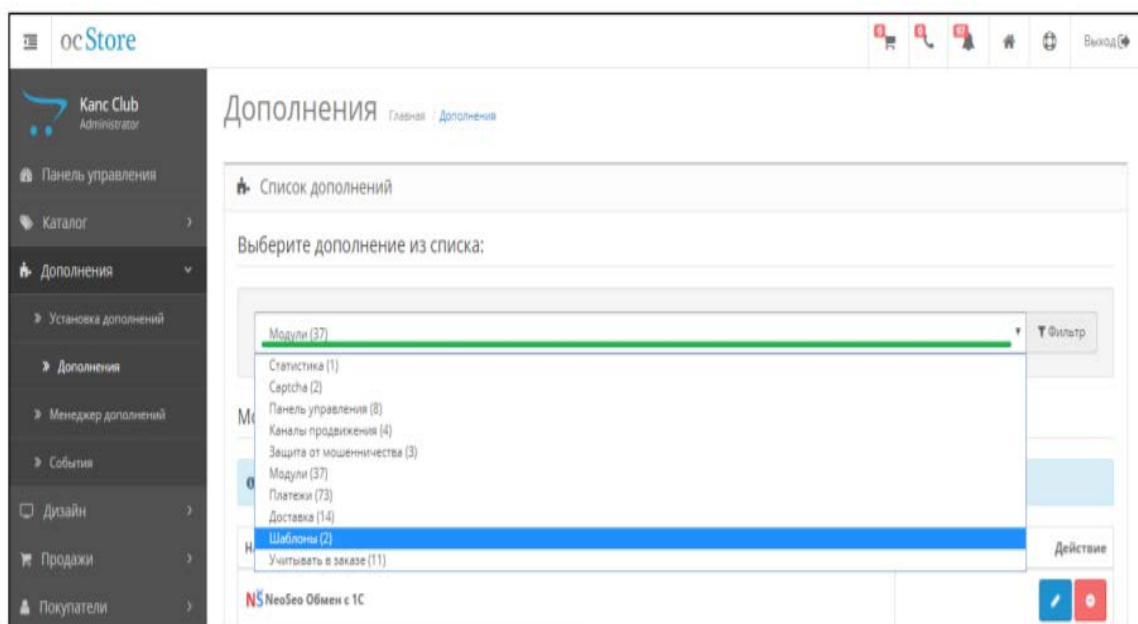 ocStore
0
0
97
Выход
Kanc Club
Administrator
Дополнения
Главная / Дополнения
Панель управления
Каталог
Дополнения
Установка дополнений
Дополнения
Менеджер дополнений
События
Дизайн
Продажи
Покупатели
Список дополнений
Выберите дополнение из списка:
Модули (37)
Фильтр
Статистика (1)
Captcha (2)
Панель управления (8)
Каналы продвижения (4)
Защита от мошенничества (3)
Модули (37)
Платежи (73)
Доставка (14)
Шаблоны (2)
Учитывать в заказе (11)
Действие
NeoSeo Обмен с 1С